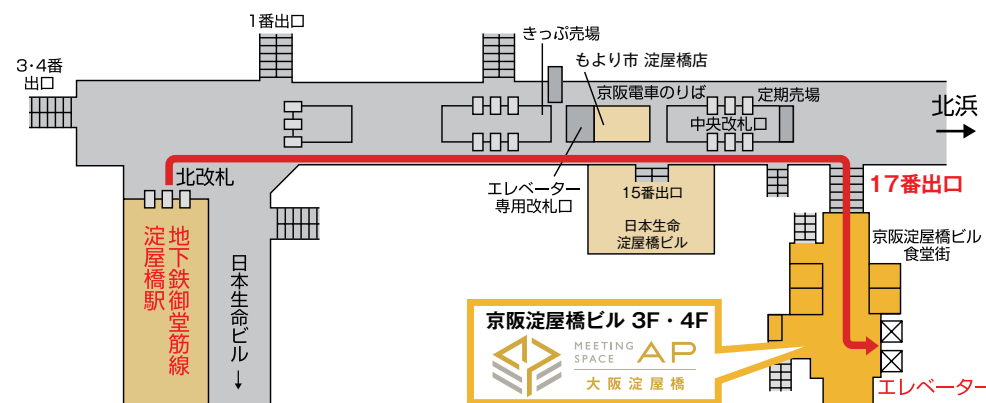 1番出口
3・4番
出口
きっぷ売場
もより市 淀屋橋店
京阪電車のりば
定期売場
中央改札口
北浜
北改札
エレベーター
専用改札口
15番出口
17番出口
日本生命
淀屋橋ビル
京阪淀屋橋ビル
食堂街
地下鉄御堂筋線
淀屋橋駅
日本生命ビル
京阪淀屋橋ビル 3F・4F
MEETING
SPACE
AP
大阪淀屋橋
エレベーター